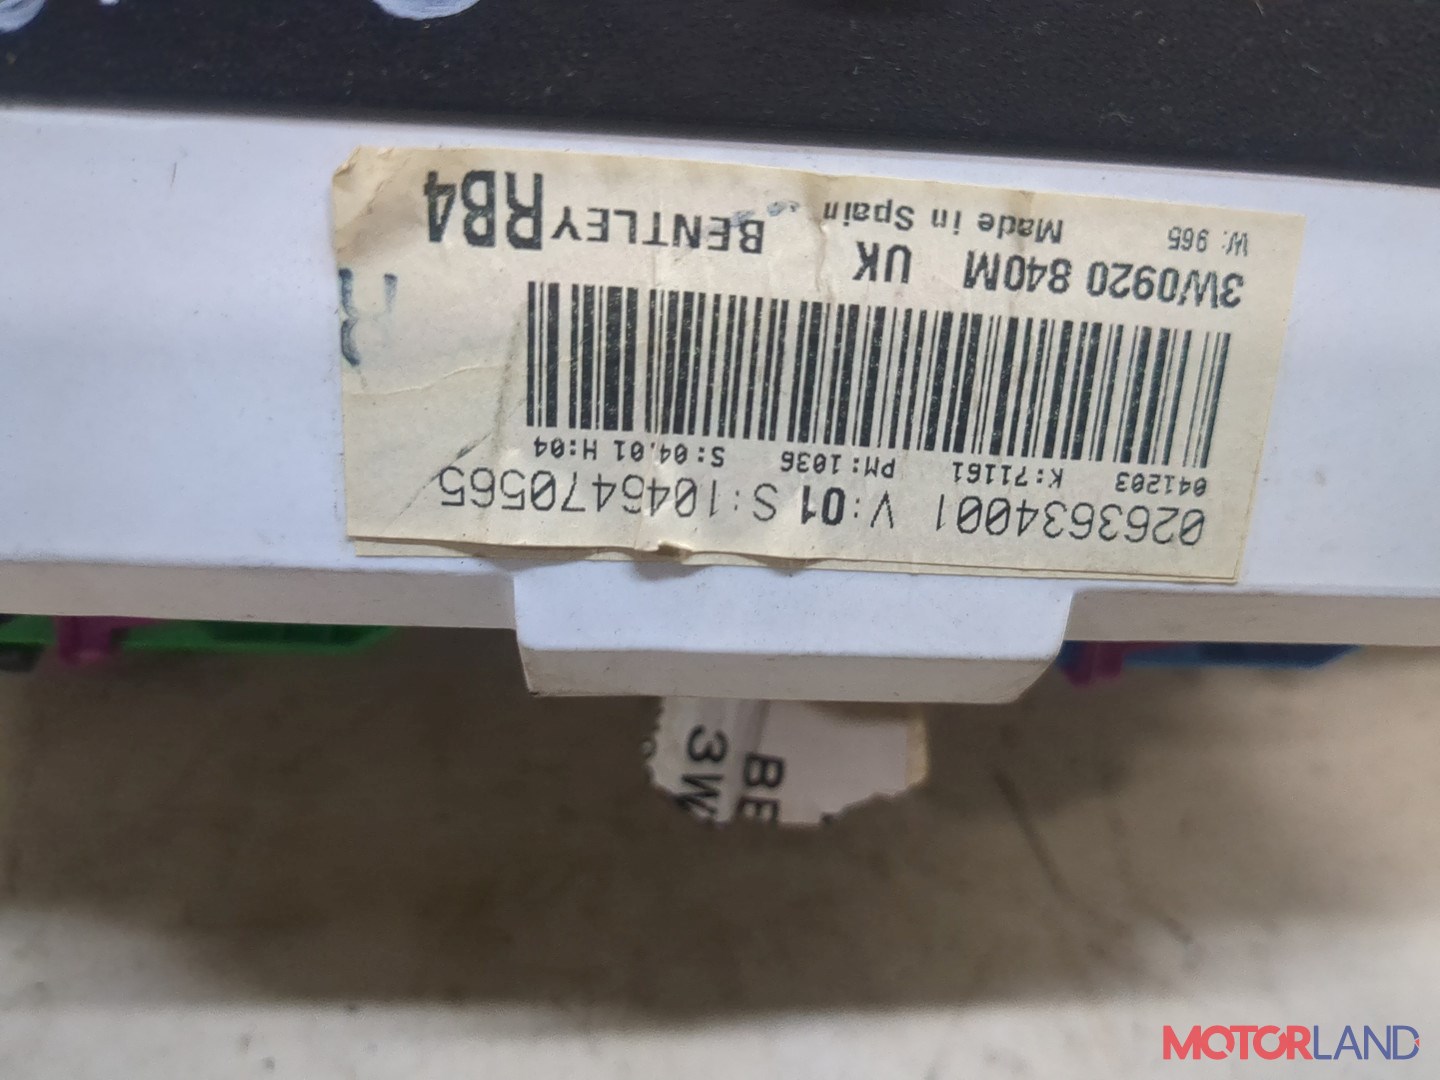 0263634001 V:01 S:1046470565
041203 K:71161 PM:1036 S:04.01 H:04
3W0920 840M UK BENTLEY RB4
W: 965 Made in Spain
BE
3W
MOTORLAND